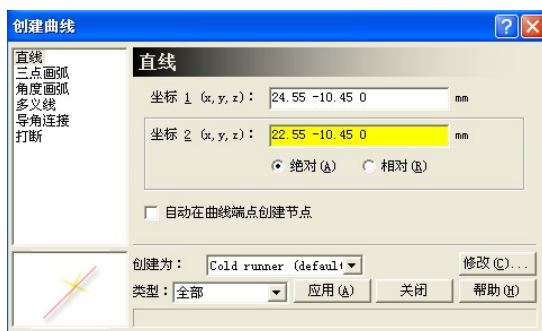 创建曲线
直线
三点画弧
角度画弧
多义线
导角连接
打断
直线
坐标 1 (x, y, z): 24.55 -10.45 0 mm
坐标 2 (x, y, z): 22.55 -10.45 0 mm
绝对(A) 相对(R)
自动在曲线端点创建节点
创建为: Cold runner (default 修改(C)...
类型: 全部 应用(A) 关闭 帮助(H)